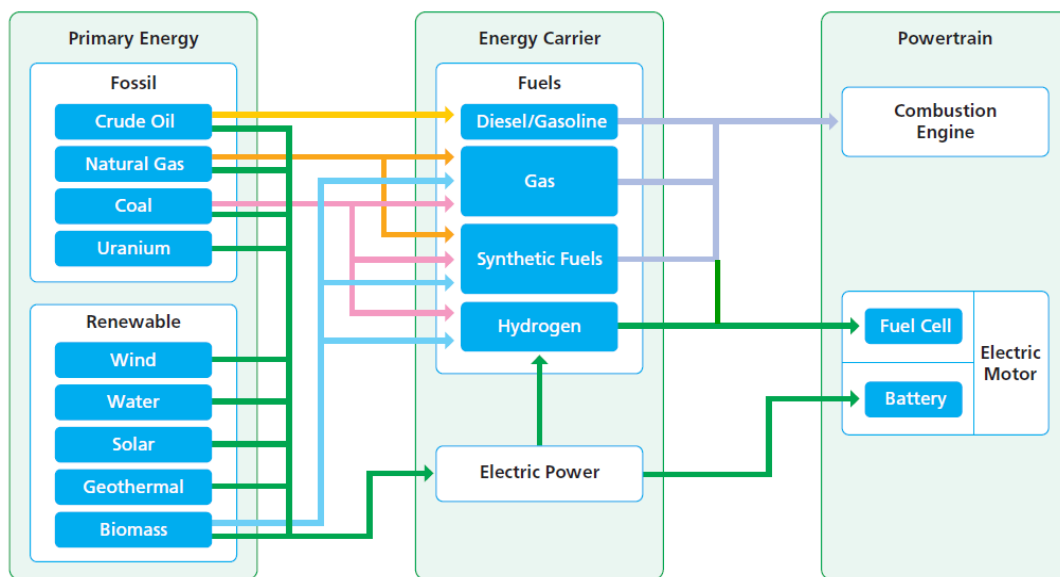 Primary Energy
Energy Carrier
Powertrain
Fossil
Crude Oil
Natural Gas
Coal
Uranium
Renewable
Wind
Water
Solar
Geothermal
Biomass
Fuels
Diesel/Gasoline
Gas
Synthetic Fuels
Hydrogen
Electric Power
Combustion
Engine
Fuel Cell
Battery
Electric
Motor